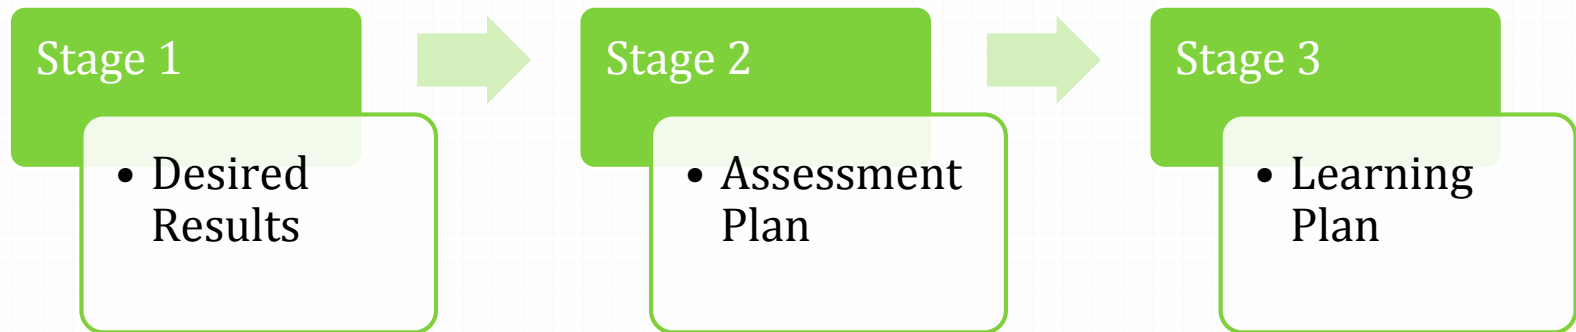 Stage 1
• Desired
Results
Stage 2
• Assessment
Plan
Stage 3
• Learning
Plan